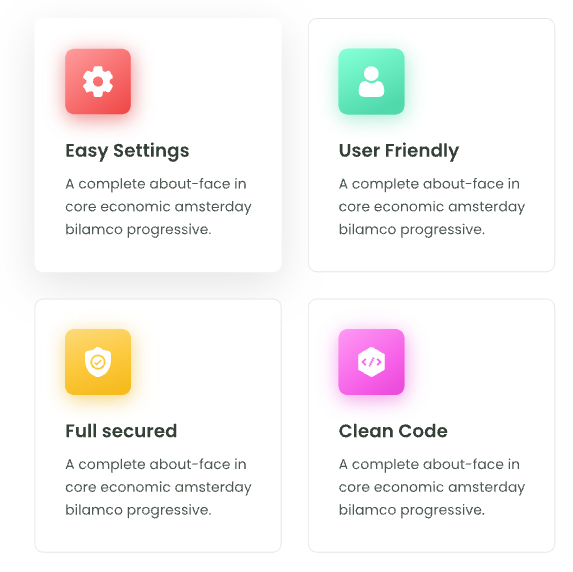 Easy Settings
A complete about-face in
core economic amsterday
bilamco progressive.
User Friendly
A complete about-face in
core economic amsterday
bilamco progressive.
Full secured
A complete about-face in
core economic amsterday
bilamco progressive.
Clean Code
A complete about-face in
core economic amsterday
bilamco progressive.